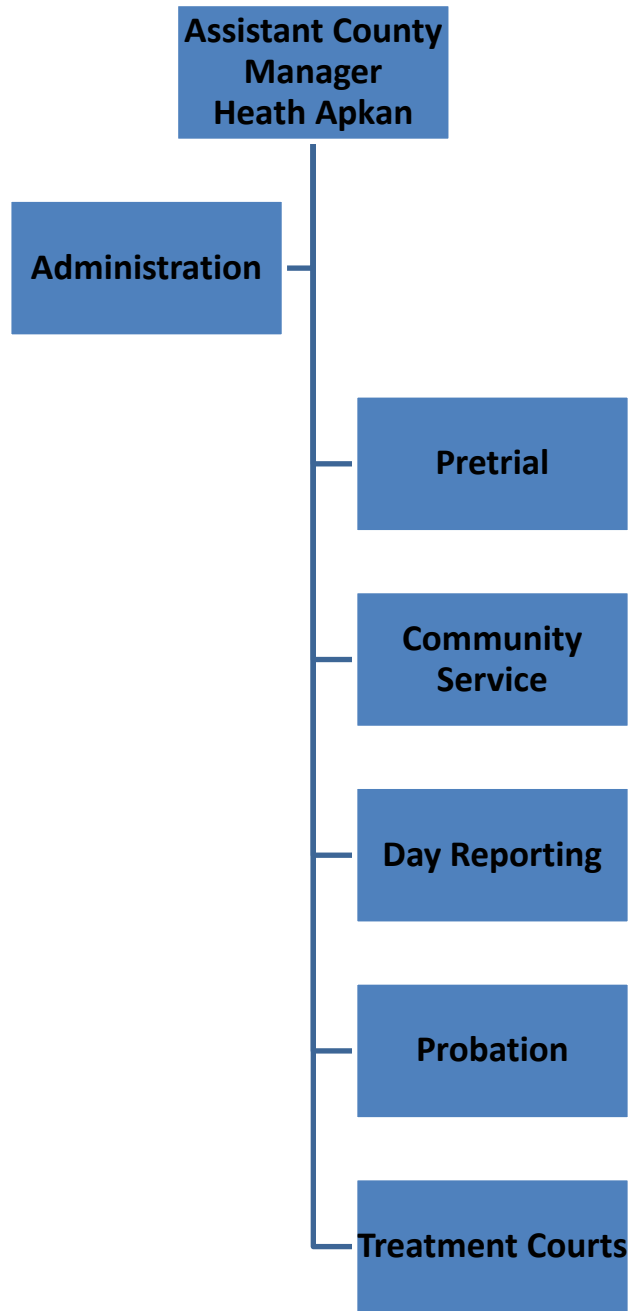 Assistant County
Manager
Heath Apkan
Administration
Pretrial
Community
Service
Day Reporting
Probation
Treatment Courts